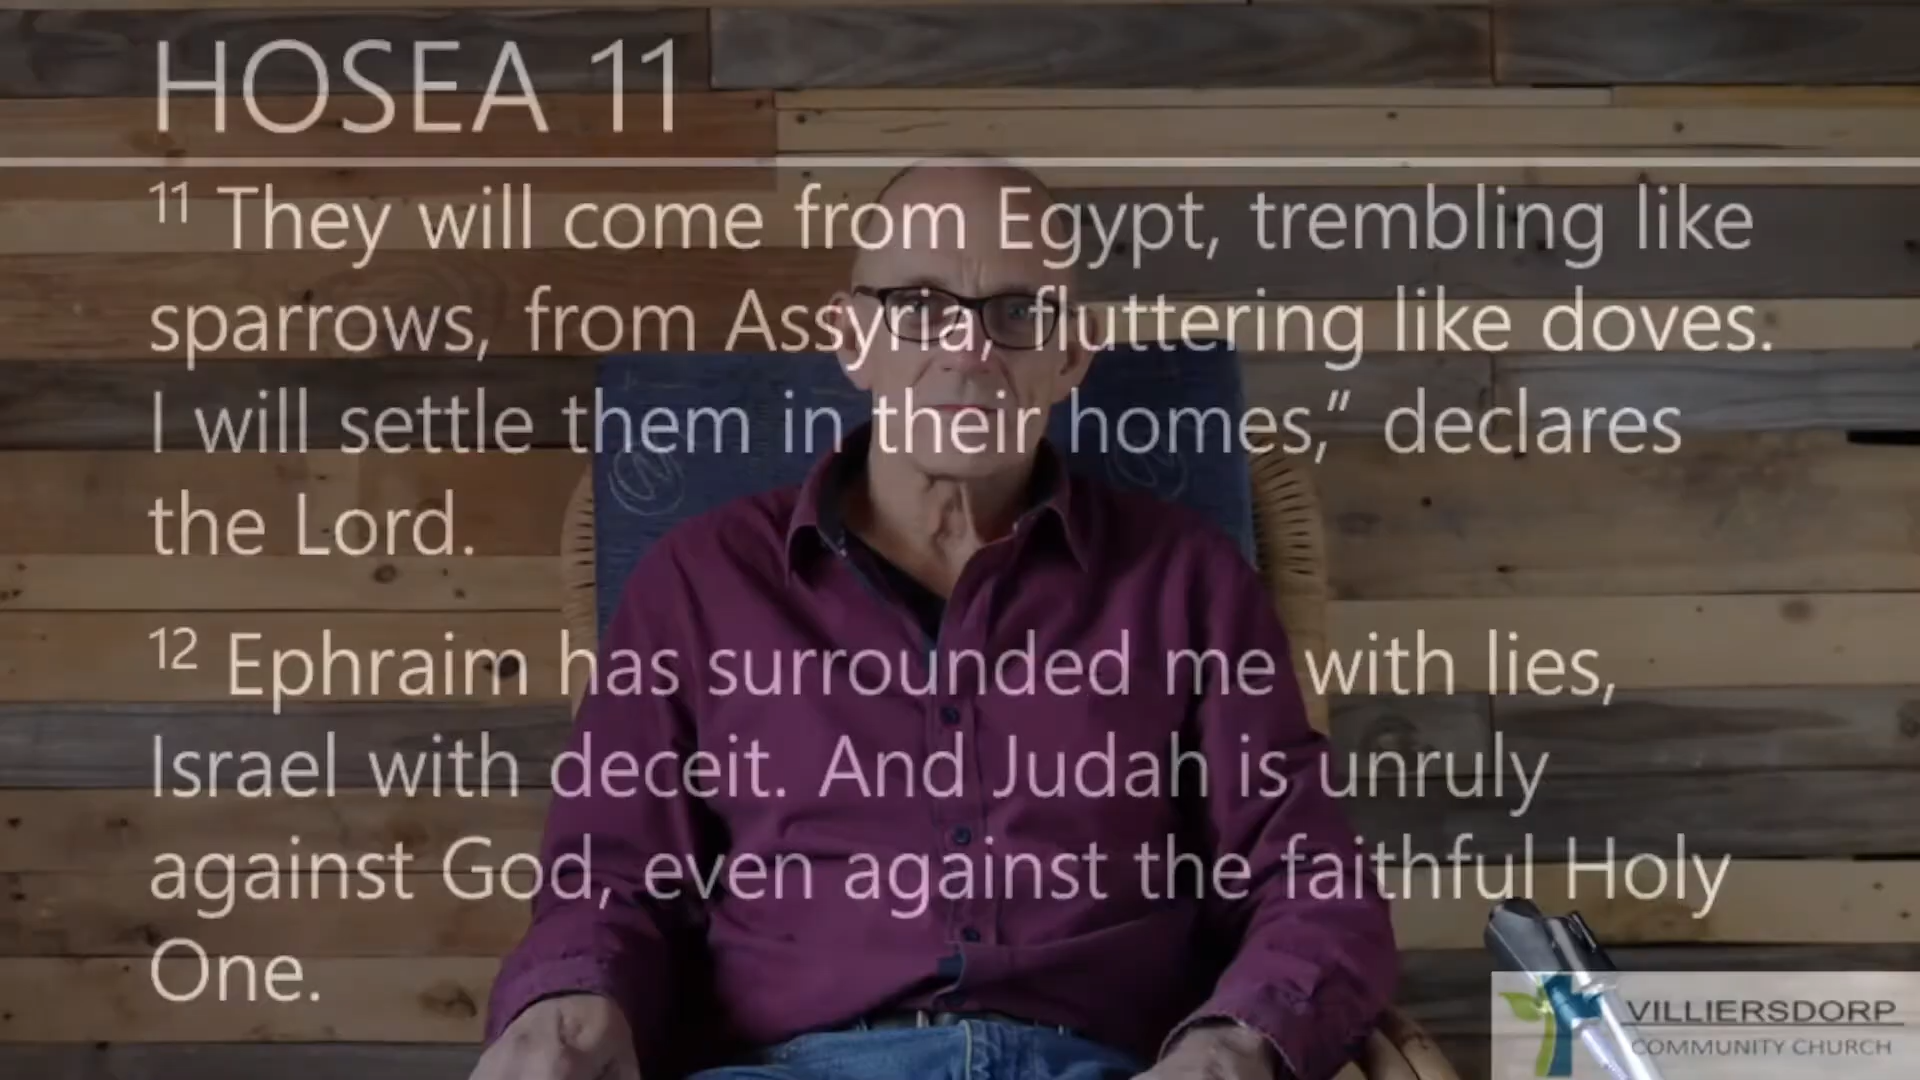 HOSEA 11
11 They will come from Egypt, trembling like
sparrows, from Assyria, fluttering like doves.
I will settle them in their homes,” declares
the Lord.
12 Ephraim has surrounded me with lies,
Israel with deceit. And Judah is unruly
against God, even against the faithful Holy
One.
VILLIERSDORP
COMMUNITY CHURCH